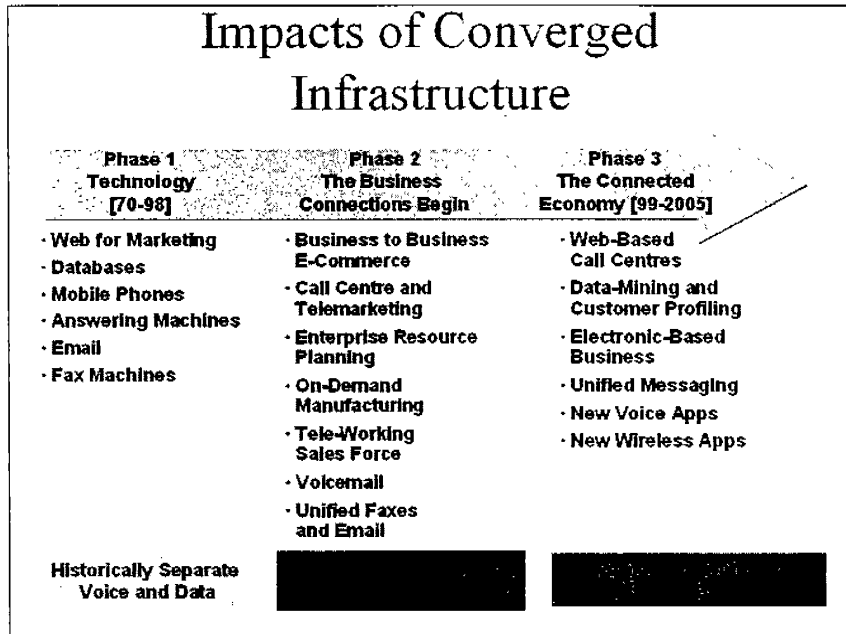 Impacts of Converged
Infrastructure
Phase 1
Technology
[70-98]
Phase 2
The Business
Connections Begin
Phase 3
The Connected
Economy [99-2005]
· Web for Marketing
· Databases
· Mobile Phones
· Answering Machines
· Email
· Fax Machines
· Business to Business
E-Commerce
· Call Centre and
Telemarketing
· Enterprise Resource
Planning
· On-Demand
Manufacturing
· Tele-Working
Sales Force
· Voicemail
· Unified Faxes
and Email
· Web-Based
Call Centres
· Data-Mining and
Customer Profiling
· Electronic-Based
Business
· Unified Messaging
· New Voice Apps
· New Wireless Apps
Historically Separate
Voice and Data